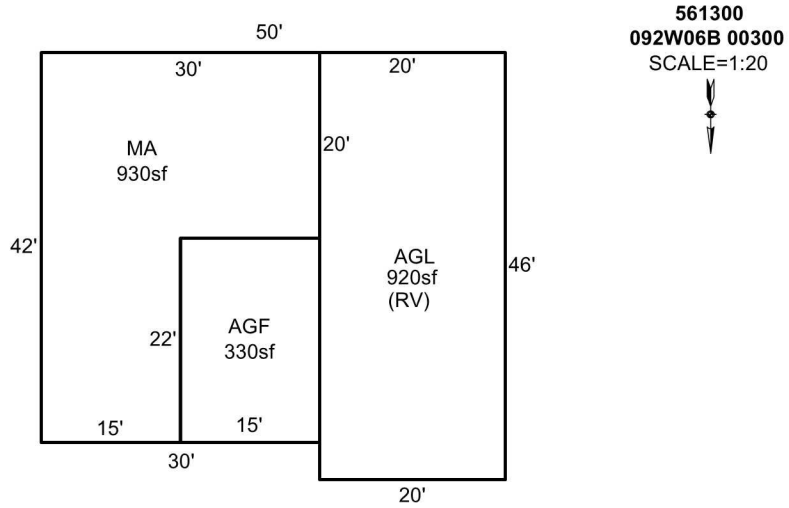 561300
092W06B 00300
SCALE=1:20
50'
30'
20'
MA
930sf
20'
42'
AGL
920sf
(RV)
46'
AGF
330sf
22'
15'
15'
30'
20'